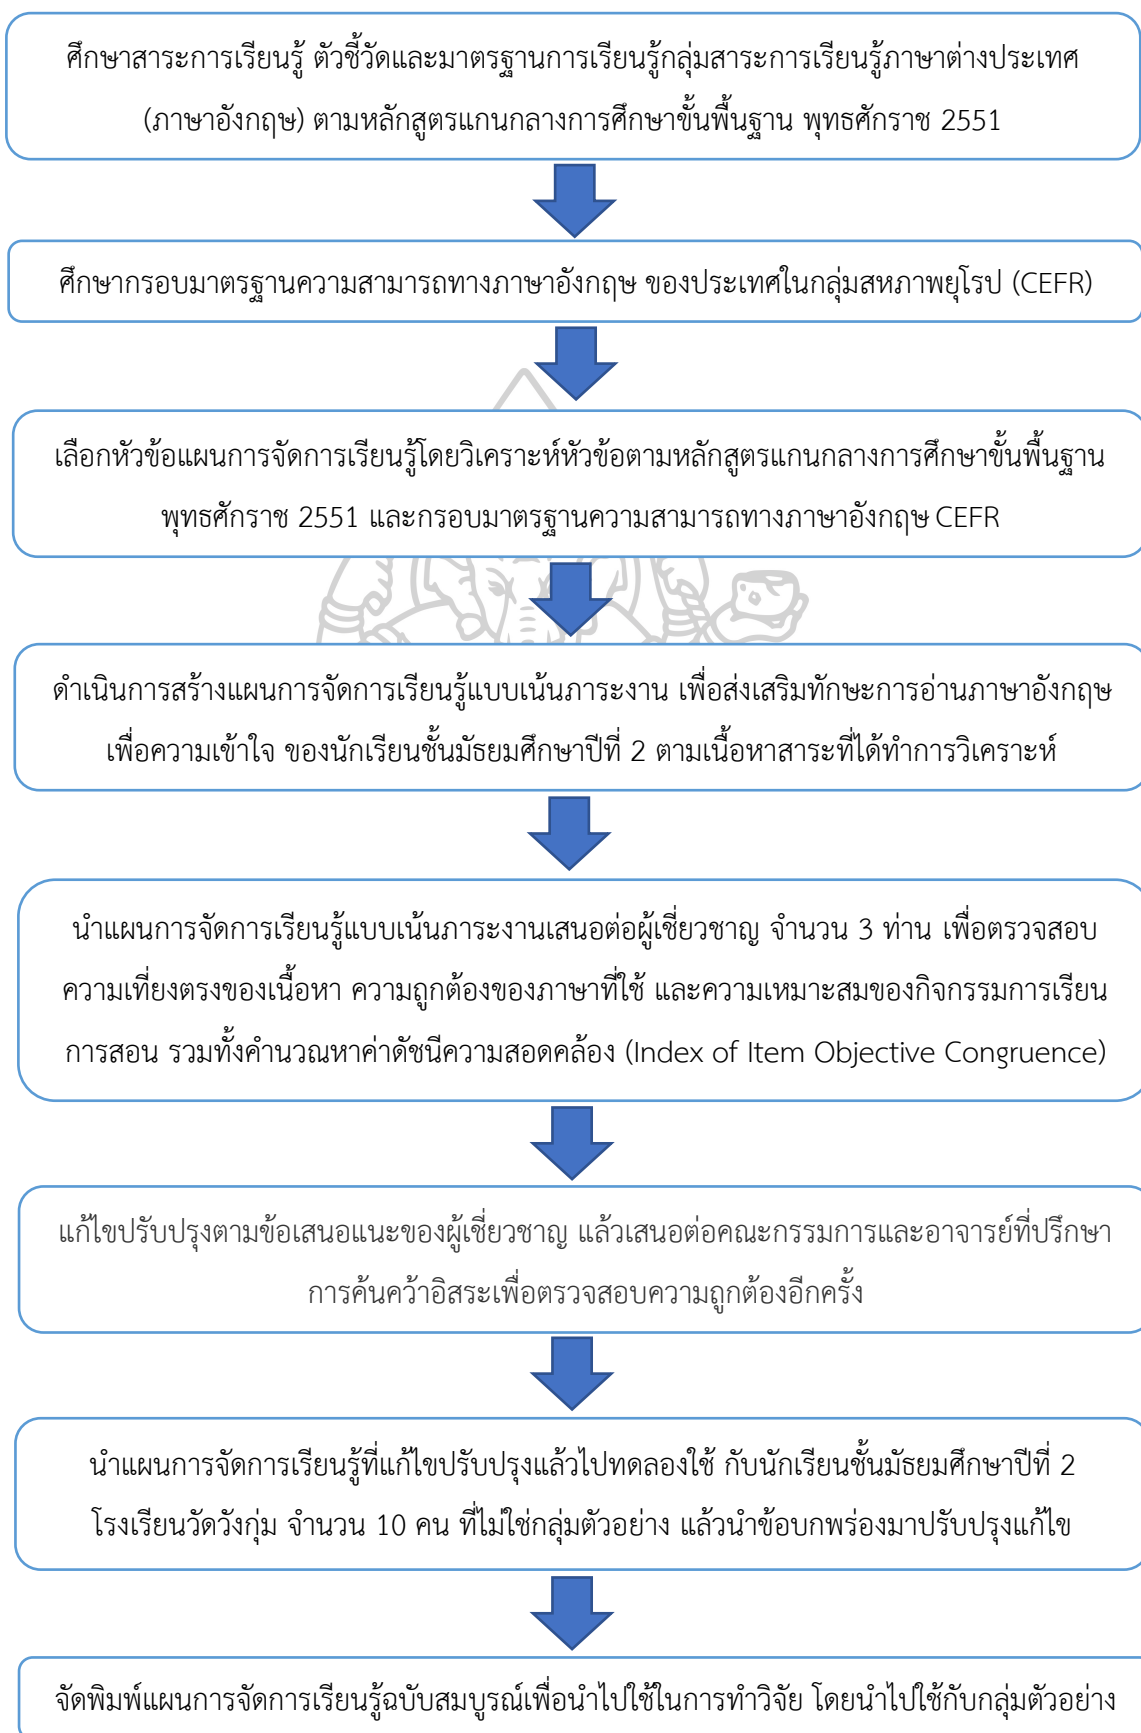 ศึกษาสาระการเรียนรู้ ตัวชี้วัดและมาตรฐานการเรียนรู้กลุ่มสาระการเรียนรู้ภาษาต่างประเทศ
(ภาษาอังกฤษ) ตามหลักสูตรแกนกลางการศึกษาขั้นพื้นฐาน พุทธศักราช 2551
ศึกษากรอบมาตรฐานความสามารถทางภาษาอังกฤษ ของประเทศในกลุ่มสหภาพยุโรป (CEFR)
เลือกหัวข้อแผนการจัดการเรียนรู้โดยวิเคราะห์หัวข้อตามหลักสูตรแกนกลางการศึกษาขั้นพื้นฐาน
พุทธศักราช 2551 และกรอบมาตรฐานความสามารถทางภาษาอังกฤษ CEFR
ดำเนินการสร้างแผนการจัดการเรียนรู้แบบเน้นภาระงาน เพื่อส่งเสริมทักษะการอ่านภาษาอังกฤษ
เพื่อความเข้าใจ ของนักเรียนชั้นมัธยมศึกษาปีที่ 2 ตามเนื้อหาสาระที่ได้ทำการวิเคราะห์
นำแผนการจัดการเรียนรู้แบบเน้นภาระงานเสนอต่อผู้เชี่ยวชาญ จำนวน 3 ท่าน เพื่อตรวจสอบ
ความเที่ยงตรงของเนื้อหา ความถูกต้องของภาษาที่ใช้ และความเหมาะสมของกิจกรรมการเรียน
การสอน รวมทั้งคำนวณหาค่าดัชนีความสอดคล้อง (Index of Item Objective Congruence)
แก้ไขปรับปรุงตามข้อเสนอแนะของผู้เชี่ยวชาญ แล้วเสนอต่อคณะกรรมการและอาจารย์ที่ปรึกษา
การค้นคว้าอิสระเพื่อตรวจสอบความถูกต้องอีกครั้ง
นำแผนการจัดการเรียนรู้ที่แก้ไขปรับปรุงแล้วไปทดลองใช้ กับนักเรียนชั้นมัธยมศึกษาปีที่ 2
โรงเรียนวัดวังกุ่ม จำนวน 10 คน ที่ไม่ใช่กลุ่มตัวอย่าง แล้วนำข้อบกพร่องมาปรับปรุงแก้ไข
จัดพิมพ์แผนการจัดการเรียนรู้ฉบับสมบูรณ์เพื่อนำไปใช้ในการทำวิจัย โดยนำไปใช้กับกลุ่มตัวอย่าง